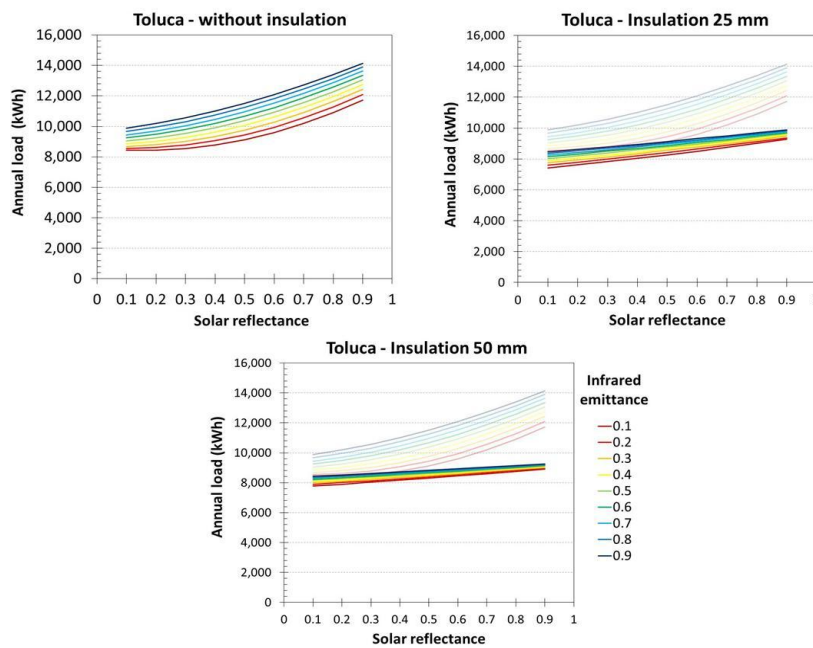 Toluca - without insulation
Annual load (kWh)
16,000
14,000
12,000
10,000
8,000
6,000
4,000
2,000
0
0 0.1 0.2 0.3 0.4 0.5 0.6 0.7 0.8 0.9 1
Solar reflectance
Toluca - Insulation 25 mm
Annual load (kWh)
16,000
14,000
12,000
10,000
8,000
6,000
4,000
2,000
0
0 0.1 0.2 0.3 0.4 0.5 0.6 0.7 0.8 0.9
Solar reflectance
Toluca - Insulation 50 mm
Annual load (kWh)
16,000
14,000
12,000
10,000
8,000
6,000
4,000
2,000
0
0 0.1 0.2 0.3 0.4 0.5 0.6 0.7 0.8 0.9 1
Solar reflectance
Infrared
emittance
0.1
0.2
0.3
0.4
0.5
0.6
0.7
0.8
0.9